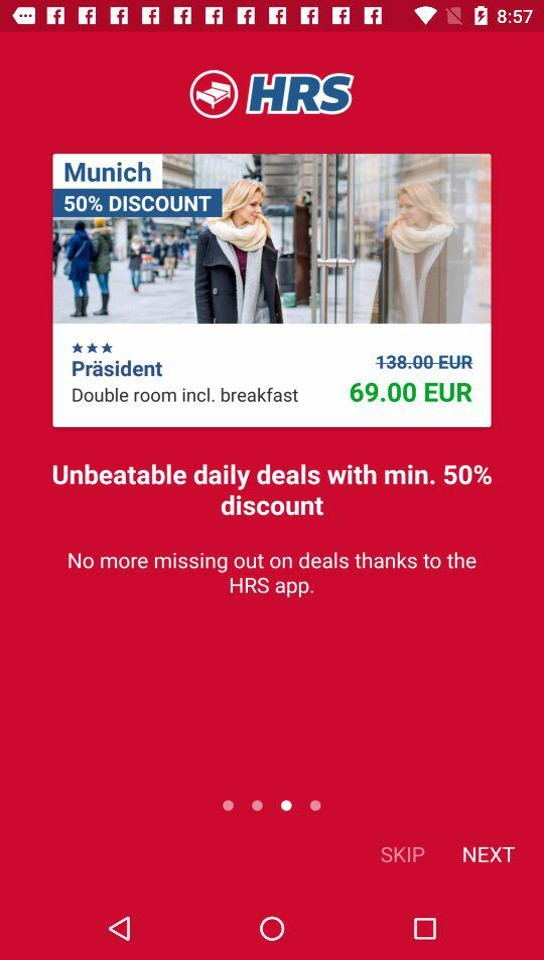 8:57
HRS
Munich
50% DISCOUNT
Präsident
138.00 EUR
Double room incl. breakfast
69.00 EUR
Unbeatable daily deals with min. 50%
discount
No more missing out on deals thanks to the
HRS app.
SKIP
NEXT